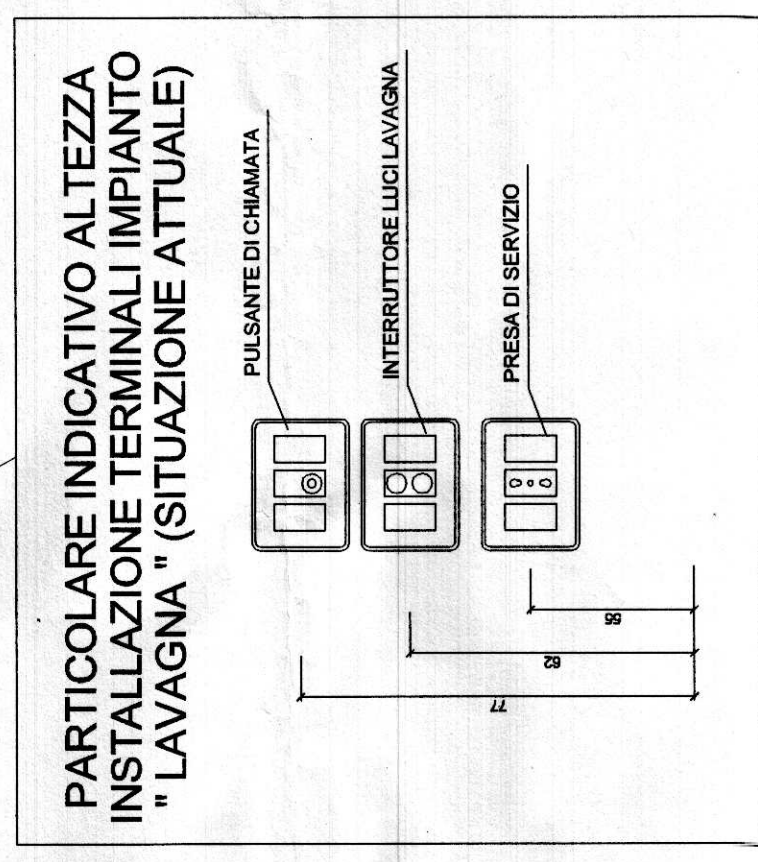 PARTICOLARE INDICATIVO ALTEZZA
INSTALLAZIONE TERMINALI IMPIANTO
" LAVAGNA " (SITUAZIONE ATTUALE)
PULSANTE DI CHIAMATA
INTERRUTTORE LUCI LAVAGNA
PRESA DI SERVIZIO
77
62
55